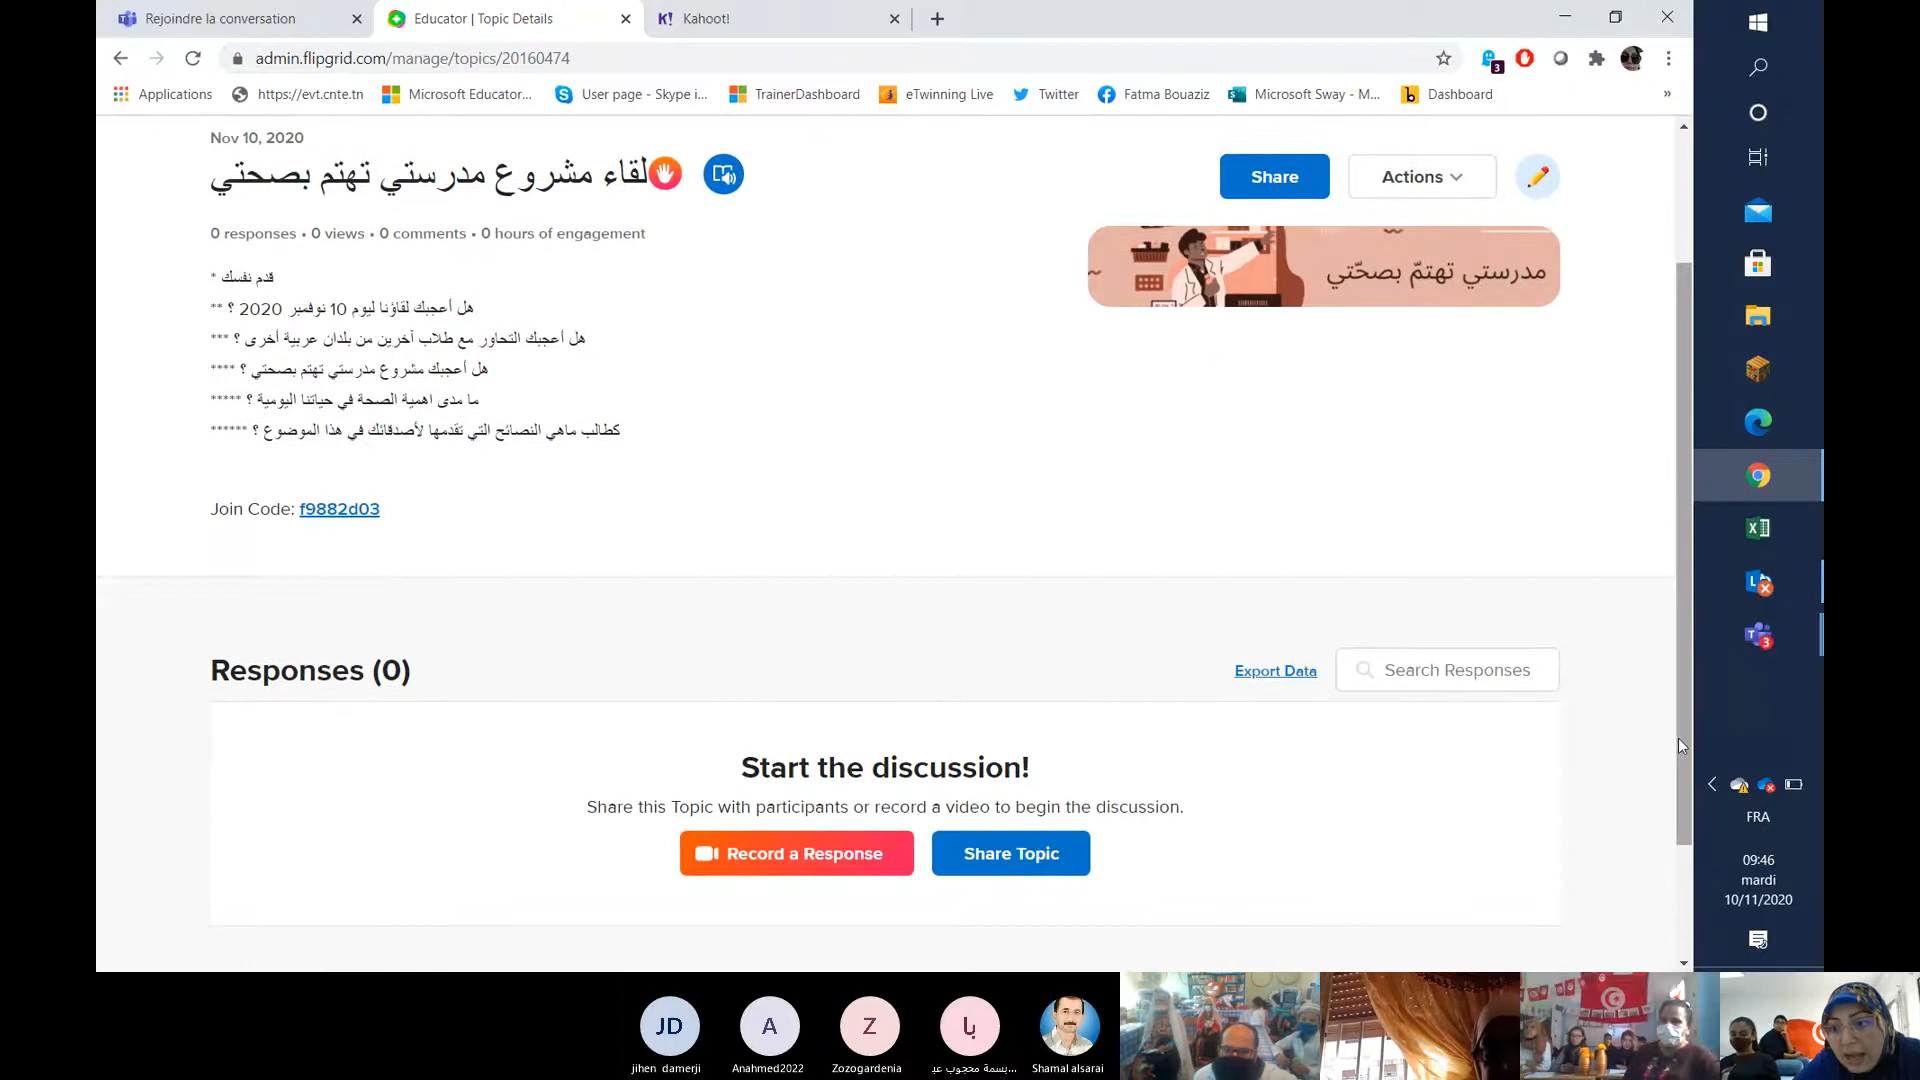 Rejoindre la conversation
Educator | Topic Details
Kahoot!
admin.flipgrid.com/manage/topics/20160474
3
Applications
https://evt.cnte.tn
Microsoft Educator...
User page - Skype i...
TrainerDashboard
eTwinning Live
Twitter
Fatma Bouaziz
Microsoft Sway - M...
Dashboard
»
Nov 10, 2020
لقاء مشروع مدرستي تهتم بصحتي
Share
Actions
0 responses • 0 views • 0 comments • 0 hours of engagement
مدرستي تهتمّ بصحّتي
* قدم نفسك
** هل أعجبك لقاؤنا ليوم 10 نوفمبر 2020 ؟
*** هل أعجبك التحاور مع طلاب آخرين من بلدان عربية أخرى ؟
**** هل أعجبك مشروع مدرستي تهتم بصحتي ؟
***** ما مدى اهمية الصحة في حياتنا اليومية ؟
****** كطالب ماهي النصائح التي تقدمها لأصدقائك في هذا الموضوع ؟
Join Code: f9882d03
Responses (0)
Export Data
Search Responses
Start the discussion!
Share this Topic with participants or record a video to begin the discussion.
Record a Response
Share Topic
3
FRA
09:46
mardi
10/11/2020
JD
A
Z
با
jihen damerji
Anahmed2022
Zozogardenia
بسمة محجوب عبـ...
Shamal alsarai